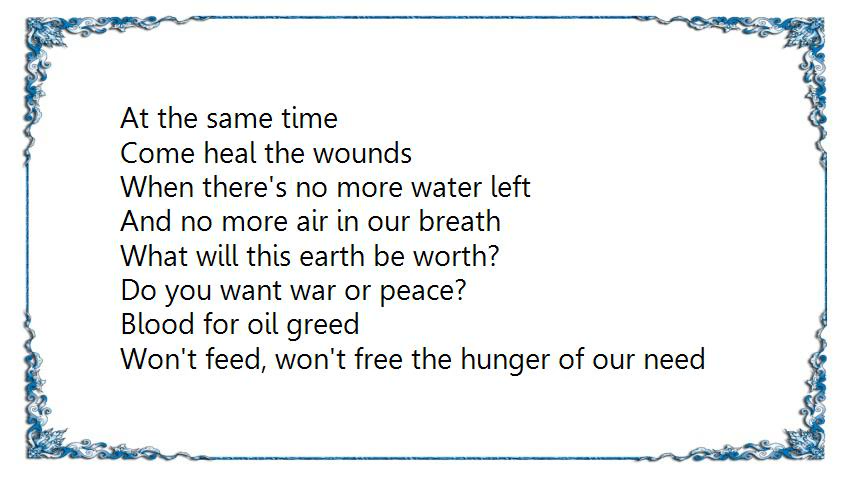 At the same time
Come heal the wounds
When there's no more water left
And no more air in our breath
What will this earth be worth?
Do you want war or peace?
Blood for oil greed
Won't feed, won't free the hunger of our need